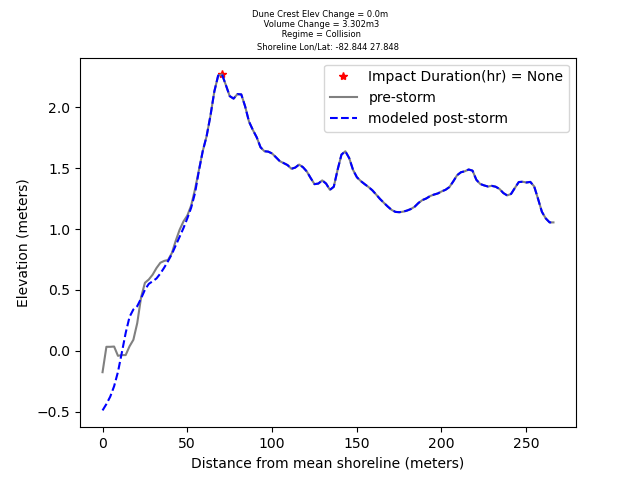 Dune Crest Elev Change = 0.0m
Volume Change = 3.302m3
Regime = Collision
Shoreline Lon/Lat: -82.844 27.848
Impact Duration(hr) = None
pre-storm
modeled post-storm
Elevation (meters)
2.0
1.5
1.0
0.5
0.0
−0.5
0 50 100 150 200 250
Distance from mean shoreline (meters)